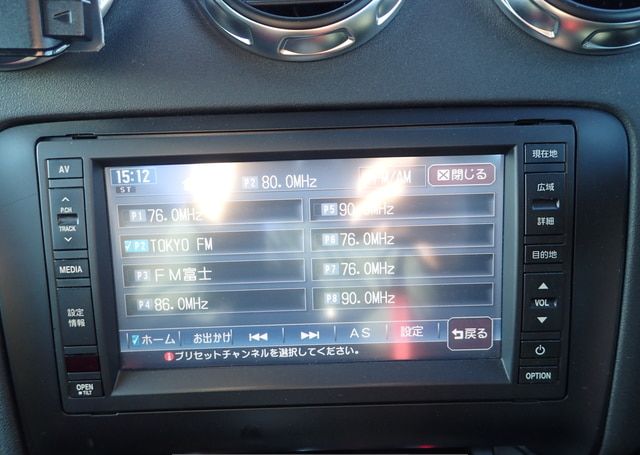 AV
P.CH
TRACK
MEDIA
設定
情報
OPEN
TILT
15:12
ST
P2 80.0MHz
/AM
閉じる
P1 76.0MHz
P2 TOKYO FM
P3 FM富士
P4 86.0MHz
P5 90.
P6 76.0MHz
P7 76.0MHz
P8 90.0MHz
ホーム
お出かけ
AS
設定
戻る
プリセットチャンネルを選択してください。
現在地
広域
詳細
目的地
VOL
OPTION